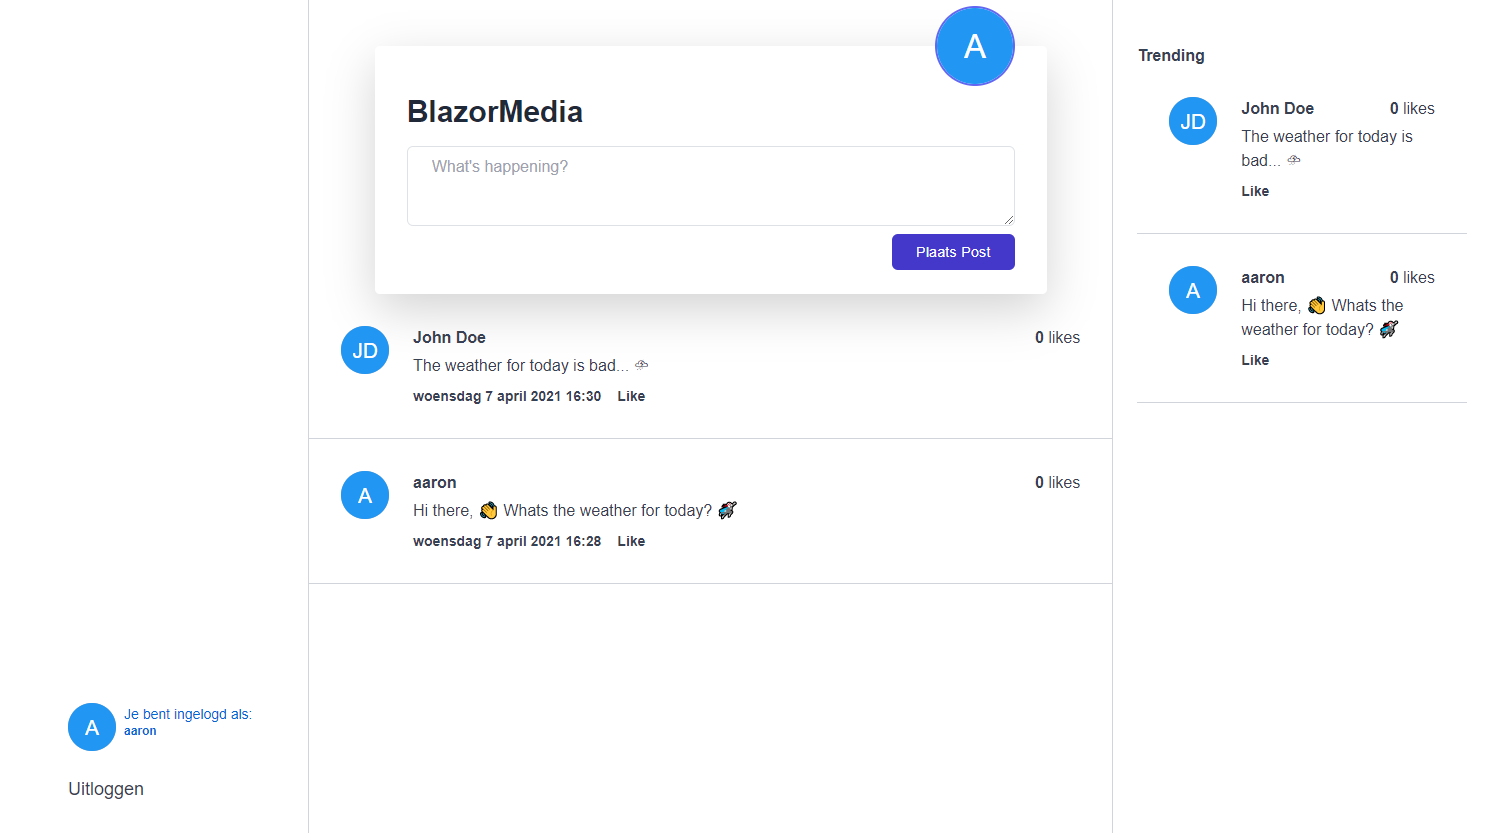 A
BlazorMedia
What's happening?
Plaats Post
JD
John Doe
0 likes
The weather for today is bad... 🌩
woensdag 7 april 2021 16:30 Like
A
aaron
0 likes
Hi there, 👏 Whats the weather for today? 🚀
woensdag 7 april 2021 16:28 Like
Trending
JD
John Doe
0 likes
The weather for today is
bad... 🌩
Like
A
aaron
0 likes
Hi there, 👏 Whats the
weather for today? 🚀
Like
A
Je bent ingelogd als:
aaron
Uitloggen